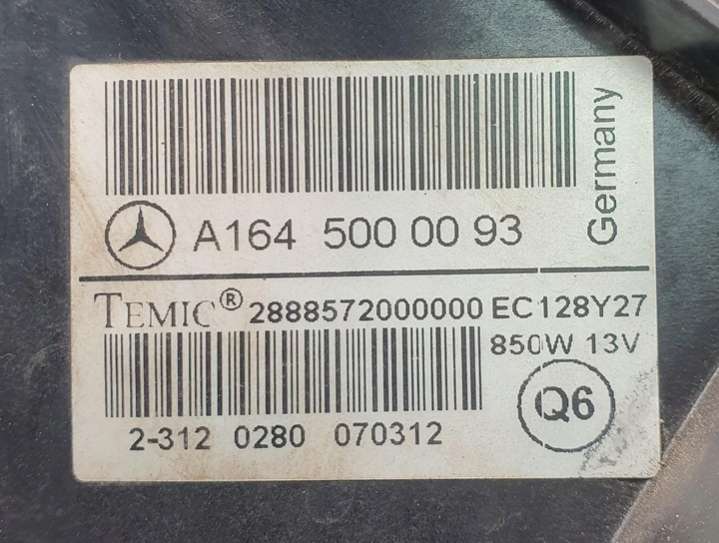 Germany
A164 500 00 93
TEMIC® 2888572000000 EC128Y27
850W 13V
Q6
2-312 0280 070312